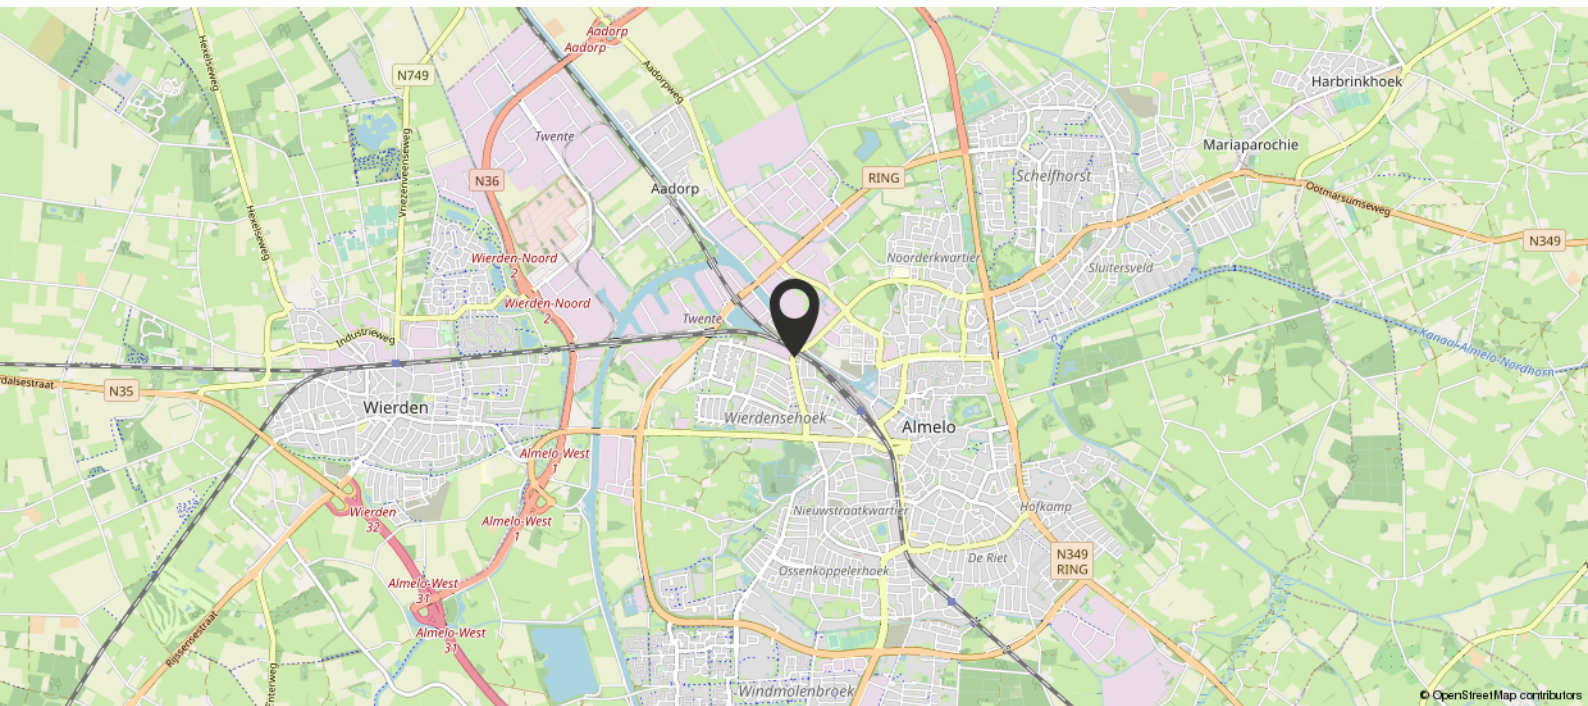 Aadorp
Aadorp
Hexelseweg
N749
Aadorpweg
Harbrinkhoek
Twente
Vriezenveenseweg
Mariaparochie
N36
Aadorp
RING
Schelfhorst
Ootmarsumseweg
Hexelseweg
N349
Wierden-Noord
2
Noorderkwartier
Sluitersveld
Wierden-Noord
2
Twente
Industrieweg
Kanaal-Almelo-Nordhorn
rdalsestraat
N35
Wierden
Wierdensehoek
Almelo
Almelo-West
1
Wierden
32
Almelo-West
1
Nieuwstraatkwartier
Hofkamp
De Riet
N349
RING
Ossenkoppelerhoek
Almelo-West
31
Almelo-West
31
Rijssensestraat
Enterweg
Windmolenbroek
© OpenStreetMap contributors